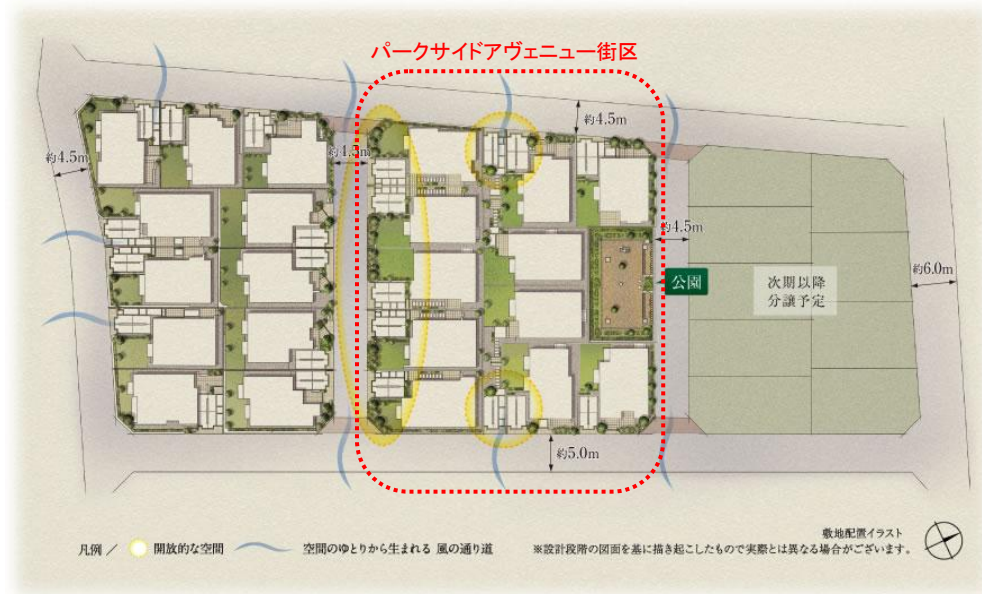 パークサイドアヴェニュー街区
約4.5m
約4.5m
約4.5m
約4.5m
公園
次期以降
分譲予定
約6.0m
約5.0m
凡例 ／ 開放的な空間 空間のゆとりから生まれる 風の通り道
敷地配置イラスト
※設計段階の図面を基に描き起こしたもので実際とは異なる場合がございます。